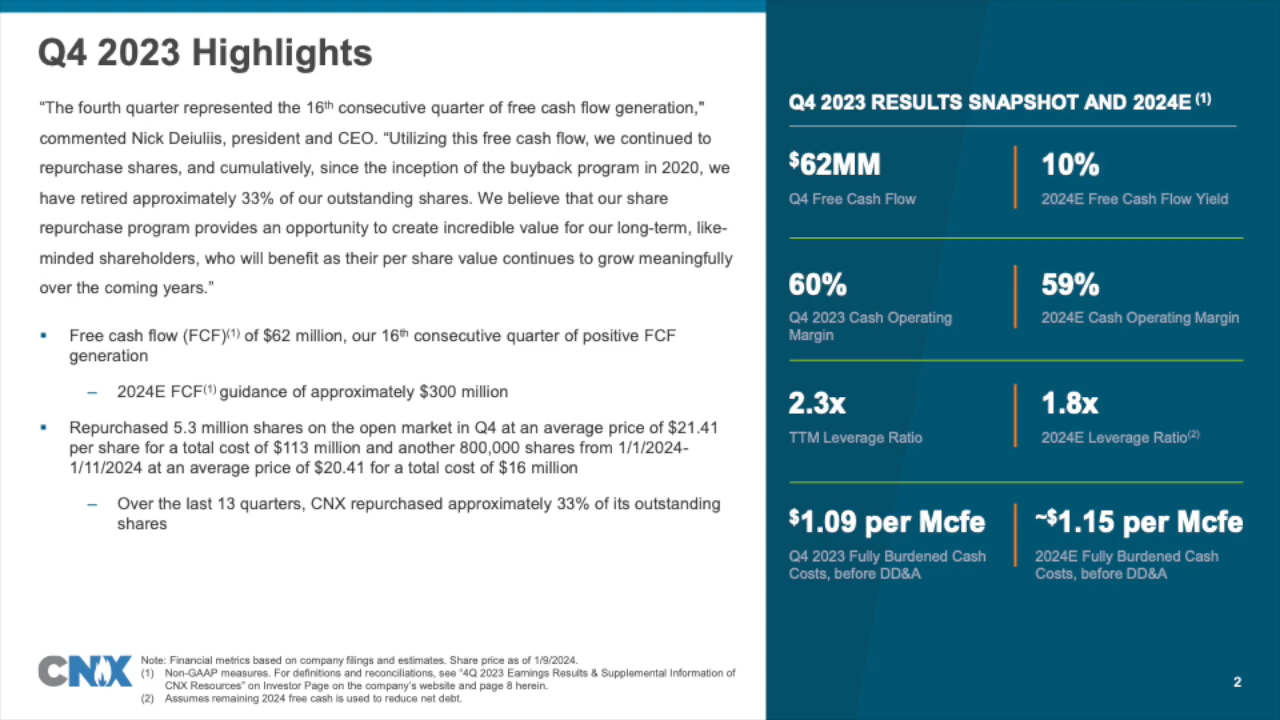 Q4 2023 Highlights
"The fourth quarter represented the 16th consecutive quarter of free cash flow generation,"
commented Nick Deiuliis, president and CEO. "Utilizing this free cash flow, we continued to
repurchase shares, and cumulatively, since the inception of the buyback program in 2020, we
have retired approximately 33% of our outstanding shares. We believe that our share
repurchase program provides an opportunity to create incredible value for our long-term, like-
minded shareholders, who will benefit as their per share value continues to grow meaningfully
over the coming years."
▪ Free cash flow (FCF)(1) of $62 million, our 16th consecutive quarter of positive FCF
generation
– 2024E FCF(1) guidance of approximately $300 million
▪ Repurchased 5.3 million shares on the open market in Q4 at an average price of $21.41
per share for a total cost of $113 million and another 800,000 shares from 1/1/2024-
1/11/2024 at an average price of $20.41 for a total cost of $16 million
– Over the last 13 quarters, CNX repurchased approximately 33% of its outstanding
shares
CNX
Note: Financial metrics based on company filings and estimates. Share price as of 1/9/2024.
(1) Non-GAAP measures. For definitions and reconciliations, see "4Q 2023 Earnings Results & Supplemental Information of
CNX Resources" on Investor Page on the company's website and page 8 herein.
(2) Assumes remaining 2024 free cash is used to reduce net debt.
Q4 2023 RESULTS SNAPSHOT AND 2024E (1)
$62MM
Q4 Free Cash Flow
10%
2024E Free Cash Flow Yield
60%
Q4 2023 Cash Operating
Margin
59%
2024E Cash Operating Margin
2.3x
TTM Leverage Ratio
1.8x
2024E Leverage Ratio(2)
$1.09 per Mcfe
Q4 2023 Fully Burdened Cash
Costs, before DD&A
~$1.15 per Mcfe
2024E Fully Burdened Cash
Costs, before DD&A
2